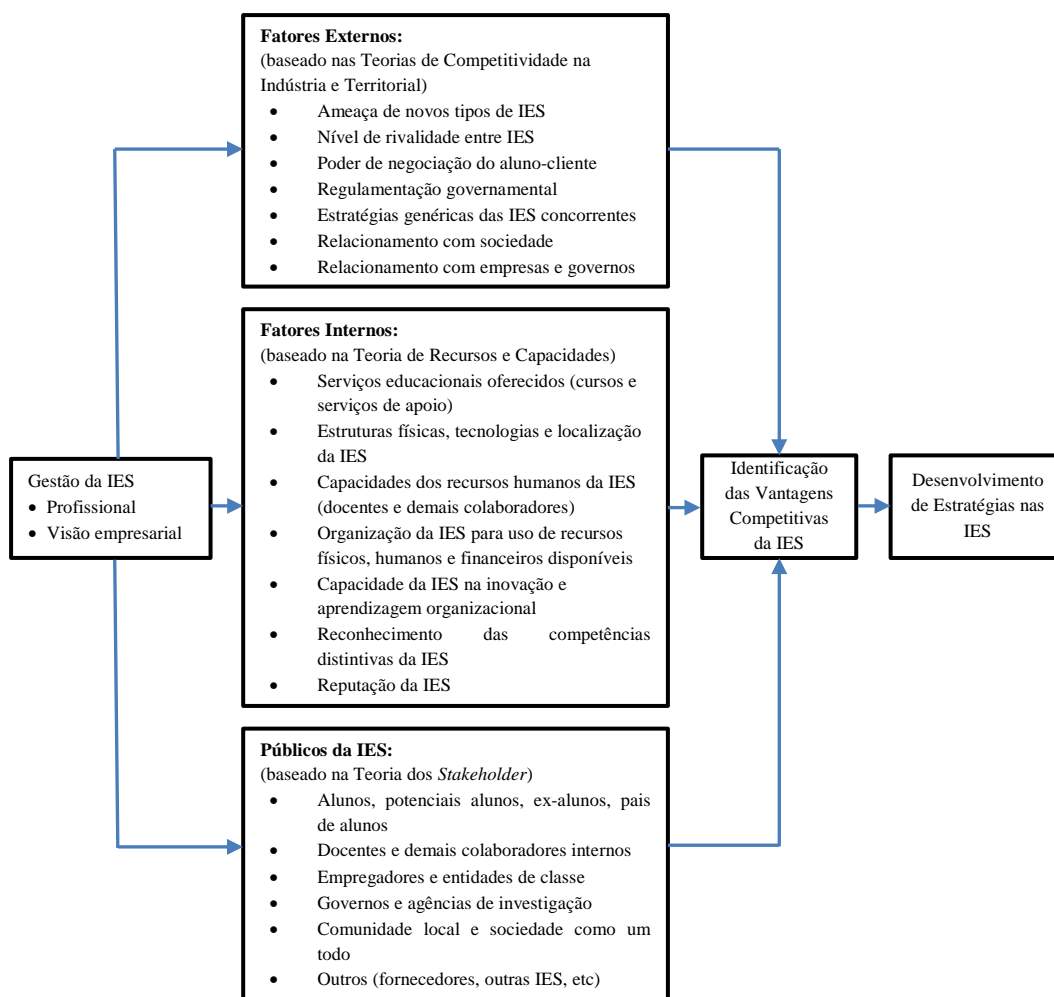 Fatores Externos:
(baseado nas Teorias de Competitividade na
Indústria e Territorial)
• Ameaça de novos tipos de IES
• Nível de rivalidade entre IES
• Poder de negociação do aluno-cliente
• Regulamentação governamental
• Estratégias genéricas das IES concorrentes
• Relacionamento com sociedade
• Relacionamento com empresas e governos
Fatores Internos:
(baseado na Teoria de Recursos e Capacidades)
• Serviços educacionais oferecidos (cursos e
serviços de apoio)
• Estruturas físicas, tecnologias e localização
da IES
• Capacidades dos recursos humanos da IES
(docentes e demais colaboradores)
• Organização da IES para uso de recursos
físicos, humanos e financeiros disponíveis
• Capacidade da IES na inovação e
aprendizagem organizacional
• Reconhecimento das competências
distintivas da IES
• Reputação da IES
Gestão da IES
• Profissional
• Visão empresarial
Identificação
das Vantagens
Competitivas
da IES
Desenvolvimento
de Estratégias nas
IES
Públicos da IES:
(baseado na Teoria dos Stakeholder)
• Alunos, potenciais alunos, ex-alunos, pais
de alunos
• Docentes e demais colaboradores internos
• Empregadores e entidades de classe
• Governos e agências de investigação
• Comunidade local e sociedade como um
todo
• Outros (fornecedores, outras IES, etc)